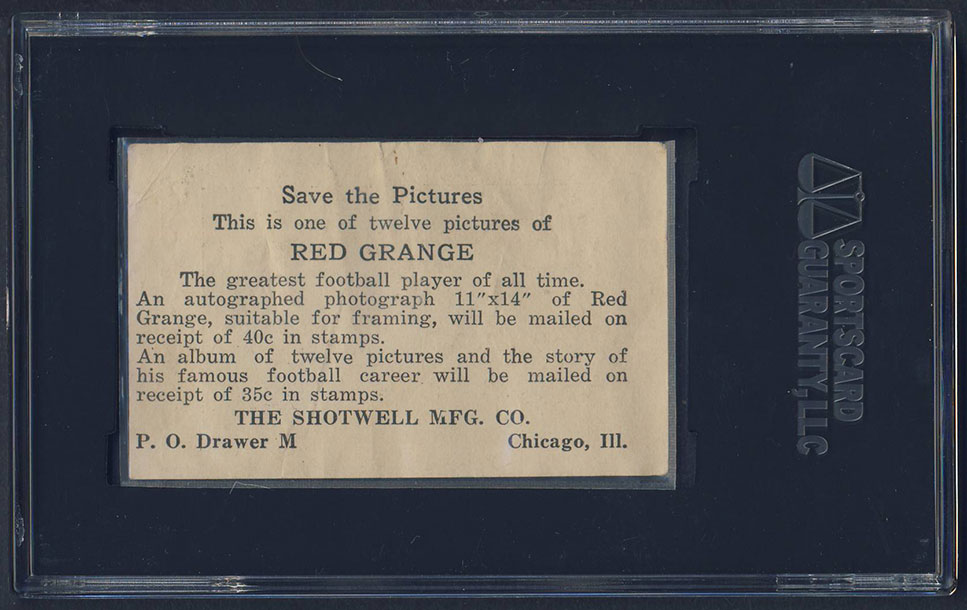 Save the Pictures
This is one of twelve pictures of
RED GRANGE
The greatest football player of all time.
An autographed photograph 11"x14" of Red
Grange, suitable for framing, will be mailed on
receipt of 40c in stamps.
An album of twelve pictures and the story of
his famous football career will be mailed on
receipt of 35c in stamps.
THE SHOTWELL MFG. CO.
P. O. Drawer M Chicago, Ill.
SPORTSCARD
GUARANTY, LLC